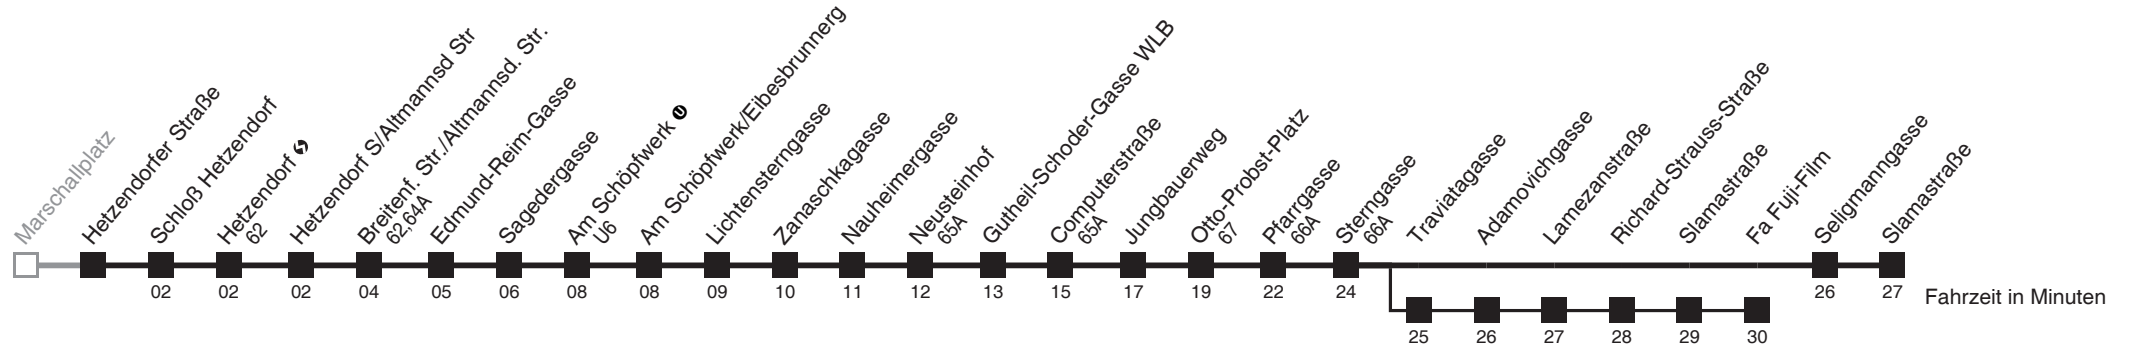 Marschallplatz
Hetzendorfer Straße
Schloß Hetzendorf
Hetzendorf S
62
Hetzendorf S/Altmannsd Str
Breitenf. Str./Altmannsd. Str.
62,64A
Edmund-Reim-Gasse
Sagedergasse
Am Schöpfwerk U
U6
Am Schöpfwerk/Eibesbrunnerg
Lichtensterngasse
Zanaschkagasse
Nauheimergasse
Neusteinhof
65A
Gutheil-Schoder-Gasse WLB
Computerstraße
65A
Jungbauerweg
Otto-Probst-Platz
67
Pfarrgasse
66A
Sterngasse
66A
Traviatagasse
Adamovichgasse
Lamezanstraße
Richard-Strauss-Straße
Slamastraße
Fa Fuji-Film
Seligmanngasse
Slamastraße
02 02 02 04 05 06 08 08 09 10 11 12 13 15 17 19 22 24 26 27
Fahrzeit in Minuten
25 26 27 28 29 30